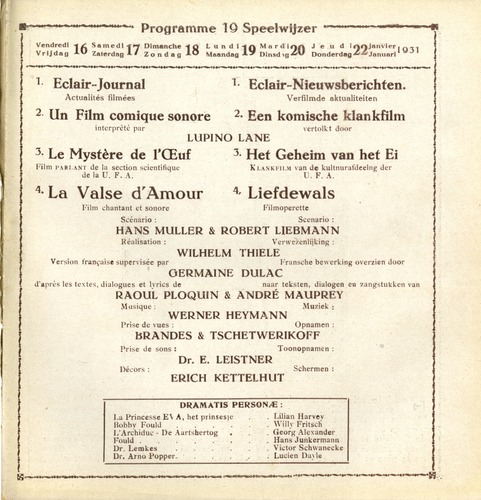 Programme 19 Speelwijzer
Vendredi 16 Samedi 17 Dimanche 18 Lundi 19 Mardi 20 Jeudi 22 janvier 1931
Vrijdag Zaterdag Zondag Maandag Dinsdig Donderdag Januari
1. Eclair-Journal 1. Eclair-Nieuwsberichten.
Actualités filmées Verfilmde aktualiteiten
2. Un Film comique sonore 2. Een komische klankfilm
interprété par vertolkt door
LUPINO LANE
3. Le Mystère de l'Œuf 3. Het Geheim van het Ei
Film PARLANT de la section scientifique KLANKFILM van de kultnurafdeeling der
de la U. F. A. U. F. A.
4. La Valse d'Amour 4. Liefdewals
Film chantant et sonore Filmoperette
Scénario : Scenario :
HANS MULLER & ROBERT LIEBMANN
Réalisation : Verwezenlijking :
WILHELM THIELE
Version française supervisée par Fransche bewerking overzien door
GERMAINE DULAC
d'après les textes, dialogues et lyrics de naar teksten, dialogen en zangstukken van
RAOUL PLOQUIN & ANDRÉ MAUPREY
Musique : Muziek :
WERNER HEYMANN
Prise de vues : Opnamen :
BRANDES & TSCHETWERIKOFF
Prise de sons : Toonopnamen :
Dr. E. LEISTNER
Décors : Schermen :
ERICH KETTELHUT
DRAMATIS PERSONÆ :
La Princesse EVA, het prinsesje . Lilian Harvey
Bobby Fould . . . . Willy Fritsch
L'Archiduc - De Aartshertog . . Georg Alexander
Fould . . . . . Hans Junkermann
Dr. Lemkes . . . . Victor Schwanecke
Dr. Arno Popper. . . . Lucien Dayle